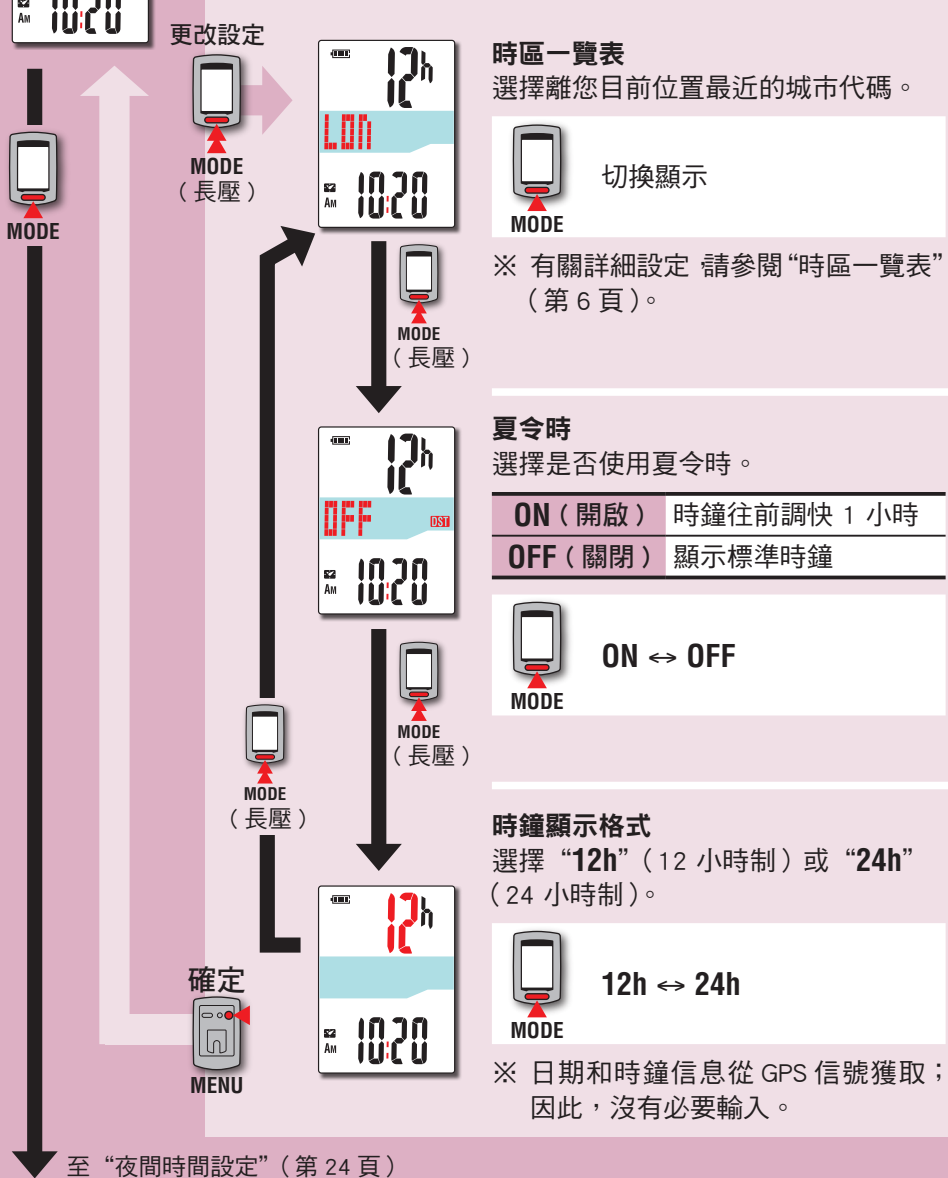 AM 10:20
更改設定
MODE
（長壓）
MODE
12h
LON
AM 10:20
時區一覽表
選擇離您目前位置最近的城市代碼。
MODE
切換顯示
※ 有關詳細設定 請參閱“時區一覽表”
（第 6 頁）。
MODE
（長壓）
12h
OFF DST
AM 10:20
夏令時
選擇是否使用夏令時。
ON（開啟） 時鐘往前調快 1 小時
OFF（關閉） 顯示標準時鐘
MODE
ON ↔ OFF
MODE
（長壓）
MODE
（長壓）
12h
AM 10:20
時鐘顯示格式
選擇 “12h”（12 小時制）或 “24h”
（24 小時制）。
MODE
12h ↔ 24h
確定
MENU
※ 日期和時鐘信息從 GPS 信號獲取；
因此，沒有必要輸入。
至 “夜間時間設定”（第 24 頁）